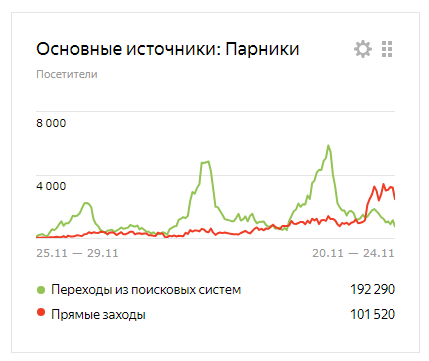 Основные источники: Парники
Посетители
8 000
4 000
25.11 — 29.11 20.11 — 24.11
Переходы из поисковых систем 192 290
Прямые заходы 101 520